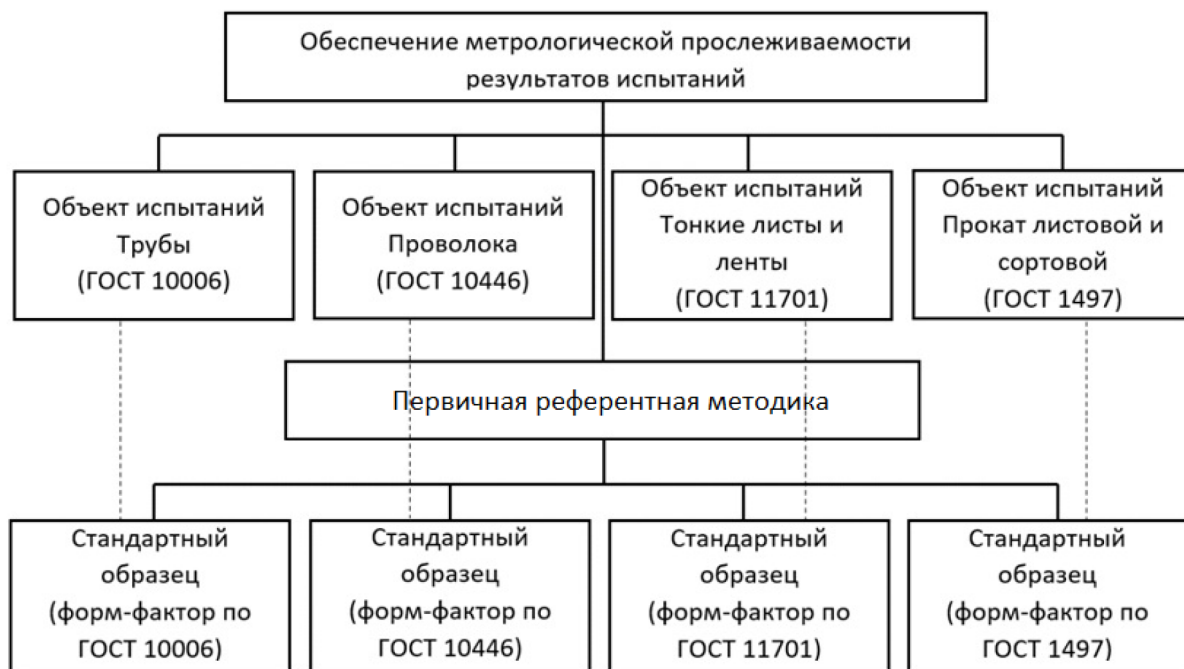 Обеспечение метрологической прослеживаемости
результатов испытаний
Объект испытаний
Трубы
(ГОСТ 10006)
Объект испытаний
Проволока
(ГОСТ 10446)
Объект испытаний
Тонкие листы и
ленты
(ГОСТ 11701)
Объект испытаний
Прокат листовой и
сортовой
(ГОСТ 1497)
Первичная референтная методика
Стандартный
образец
(форм-фактор по
ГОСТ 10006)
Стандартный
образец
(форм-фактор по
ГОСТ 10446)
Стандартный
образец
(форм-фактор по
ГОСТ 11701)
Стандартный
образец
(форм-фактор по
ГОСТ 1497)